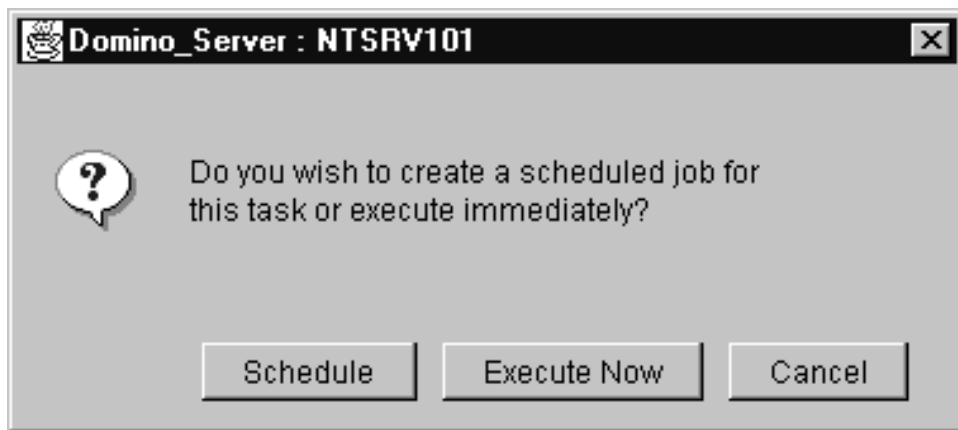 Domino_Server : NTSRV101
Do you wish to create a scheduled job for
this task or execute immediately?
Schedule Execute Now Cancel